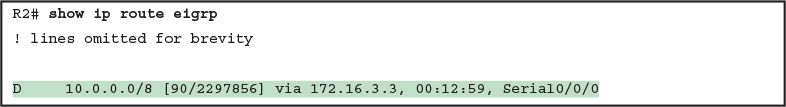 R2# show ip route eigrp
! lines omitted for brevity
D     10.0.0.0/8 [90/2297856] via 172.16.3.3, 00:12:59, Serial0/0/0